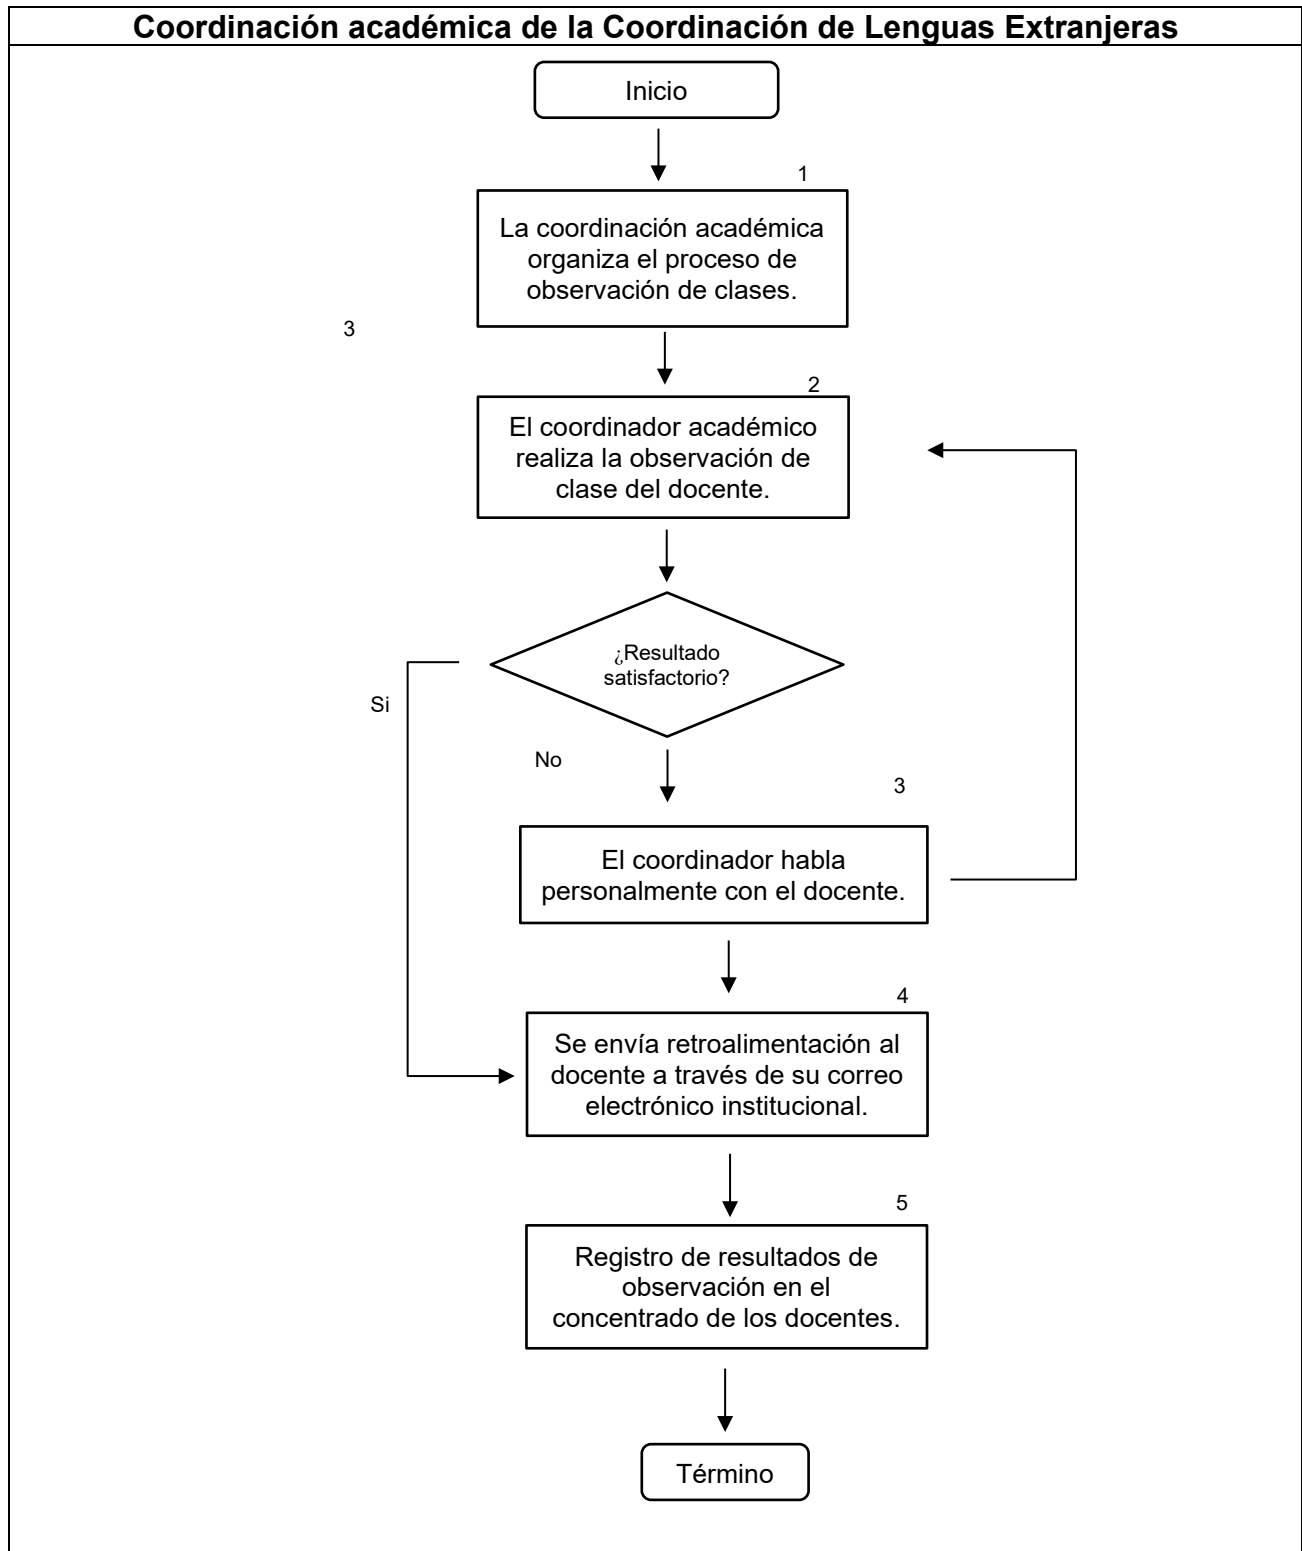 Coordinación académica de la Coordinación de Lenguas Extranjeras
Inicio
1
La coordinación académica
organiza el proceso de
observación de clases.
3
2
El coordinador académico
realiza la observación de
clase del docente.
¿Resultado
satisfactorio?
Si
No
3
El coordinador habla
personalmente con el docente.
4
Se envía retroalimentación al
docente a través de su correo
electrónico institucional.
5
Registro de resultados de
observación en el
concentrado de los docentes.
Término